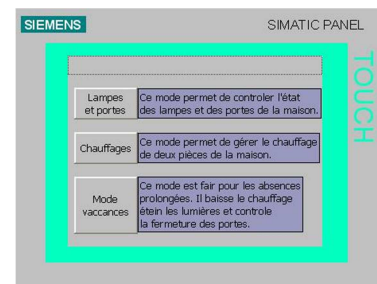 SIEMENS
SIMATIC PANEL
TOUCH
Lampes
et portes
Ce mode permet de controler l'état
des lampes et des portes de la maison.
Chauffages
Ce mode permet de gérer le chauffage
de deux pièces de la maison.
Mode
vaccances
Ce mode est fair pour les absences
prolongées. Il baisse le chauffage
étein les lumières et controle
la fermeture des portes.